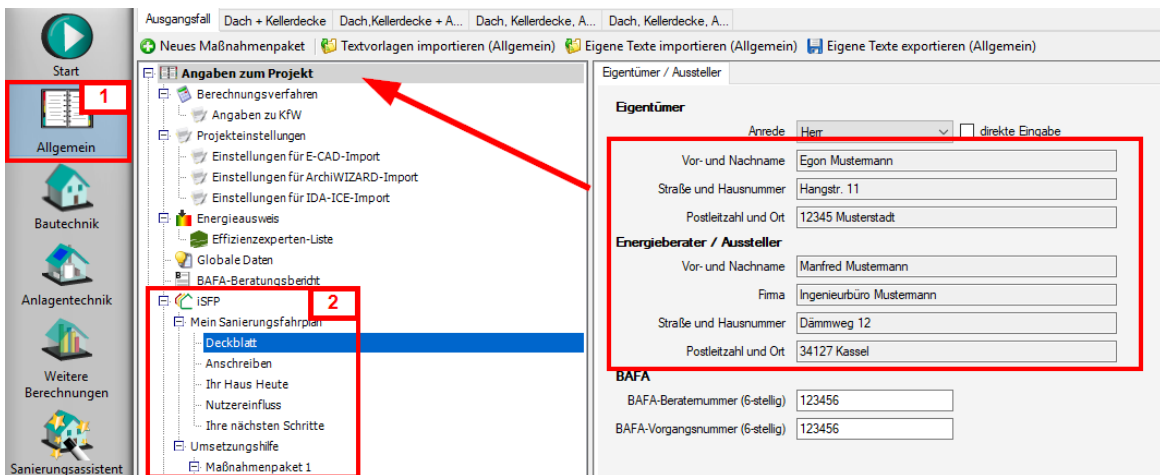 Ausgangsfall Dach + Kellerdecke Dach,Kellerdecke + A... Dach, Kellerdecke, A... Dach, Kellerdecke, A...
Neues Maßnahmenpaket Textvorlagen importieren (Allgemein) Eigene Texte importieren (Allgemein) Eigene Texte exportieren (Allgemein)
Start
1
Allgemein
Bautechnik
Anlagentechnik
Weitere
Berechnungen
Sanierungsassistent
Angaben zum Projekt
Berechnungsverfahren
Angaben zu KfW
Projekteinstellungen
Einstellungen für E-CAD-Import
Einstellungen für ArchiWIZARD-Import
Einstellungen für IDA-ICE-Import
Energieausweis
Effizienzexperten-Liste
Globale Daten
BAFA-Beratungsbericht
iSFP
2
Mein Sanierungsfahrplan
Deckblatt
Anschreiben
Ihr Haus Heute
Nutzereinfluss
Ihre nächsten Schritte
Umsetzungshilfe
Maßnahmenpaket 1
Eigentümer / Aussteller
Eigentümer
Anrede Herr direkte Eingabe
Vor- und Nachname Egon Mustermann
Straße und Hausnummer Hangstr. 11
Postleitzahl und Ort 12345 Musterstadt
Energieberater / Aussteller
Vor- und Nachname Manfred Mustermann
Firma Ingenieurbüro Mustermann
Straße und Hausnummer Dämmweg 12
Postleitzahl und Ort 34127 Kassel
BAFA
BAFA-Beraternummer (6-stellig) 123456
BAFA-Vorgangsnummer (6-stellig) 123456